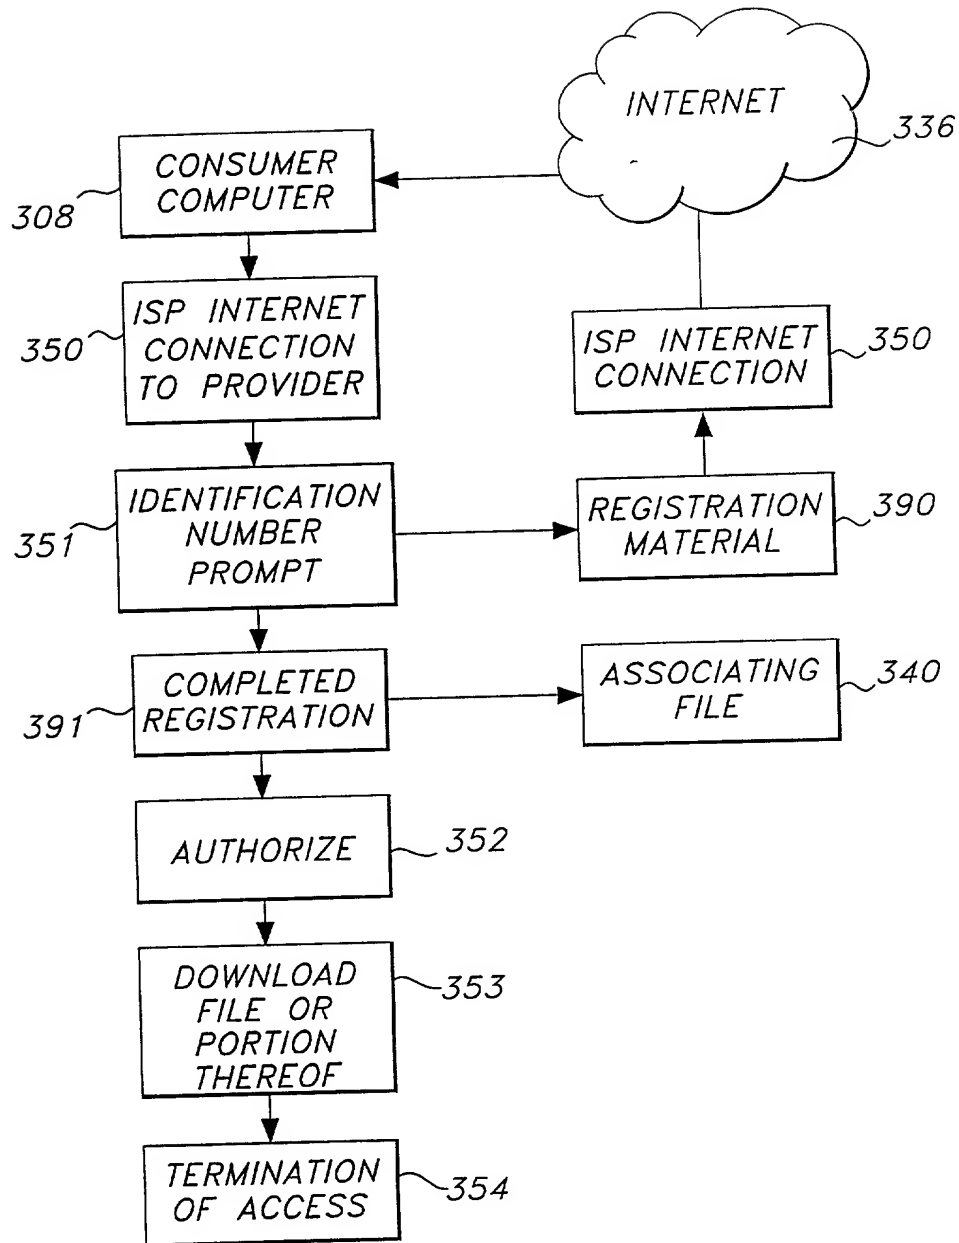 INTERNET
336
CONSUMER
COMPUTER
308
ISP INTERNET
CONNECTION
TO PROVIDER
350
ISP INTERNET
CONNECTION
350
IDENTIFICATION
NUMBER
PROMPT
351
REGISTRATION
MATERIAL
390
COMPLETED
REGISTRATION
391
ASSOCIATING
FILE
340
AUTHORIZE
352
DOWNLOAD
FILE OR
PORTION
THEREOF
353
TERMINATION
OF ACCESS
354